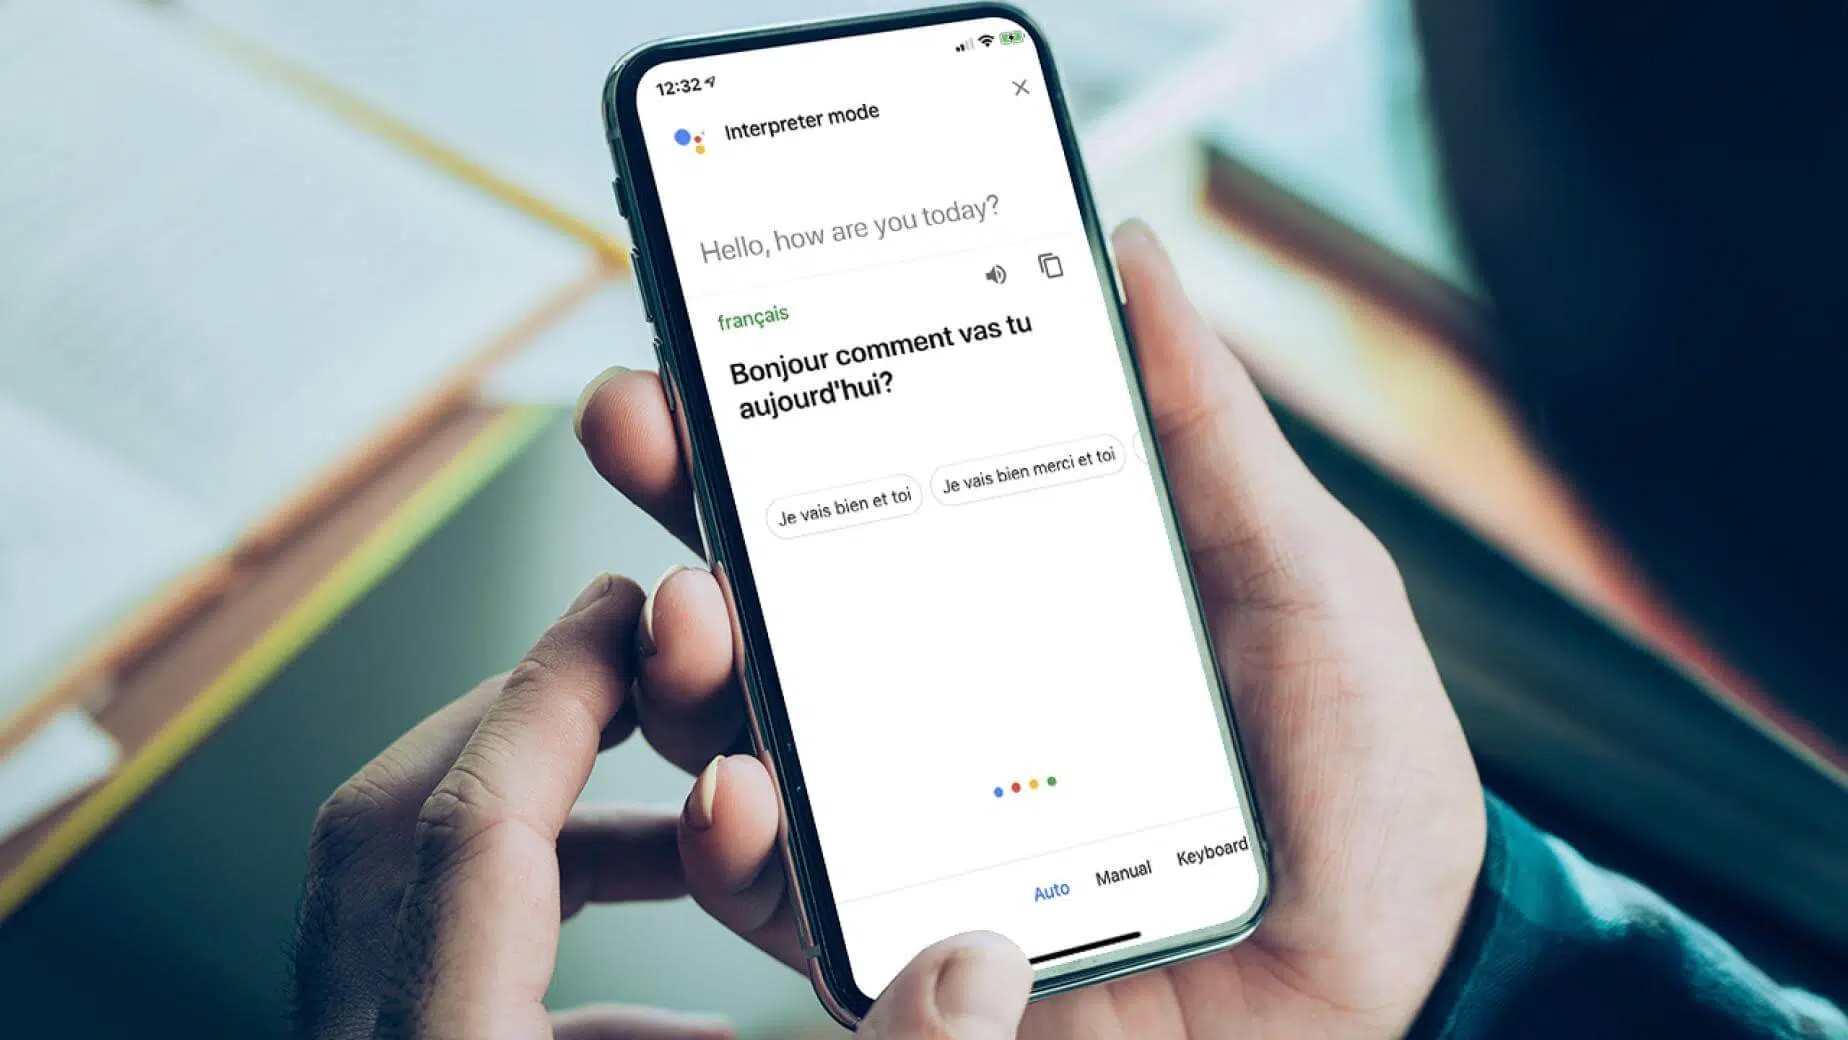 12:32
Interpreter mode
Hello, how are you today?
français
Bonjour comment vas tu
aujourd'hui?
Je vais bien et toi
Je vais bien merci et toi
Auto
Manual
Keyboard